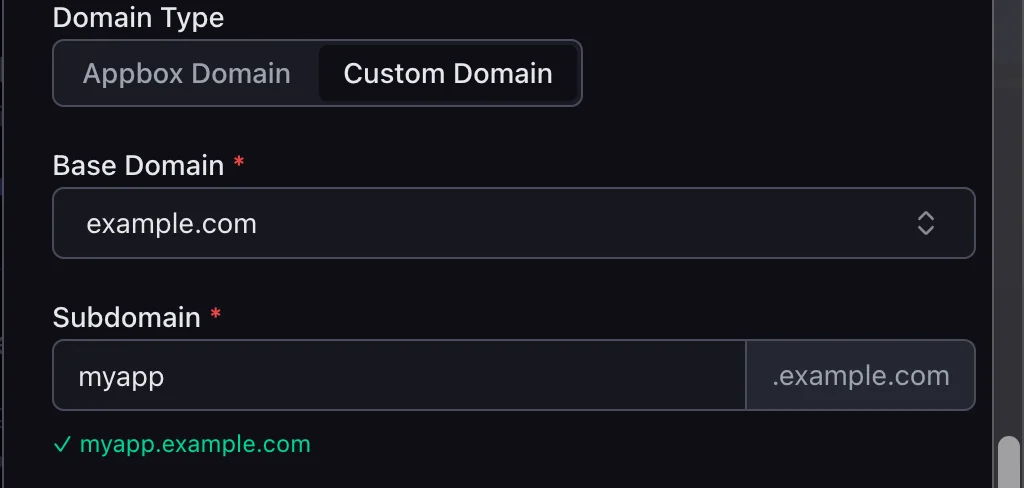 Domain Type
Appbox Domain Custom Domain
Base Domain *
example.com
Subdomain *
myapp .example.com
✓ myapp.example.com